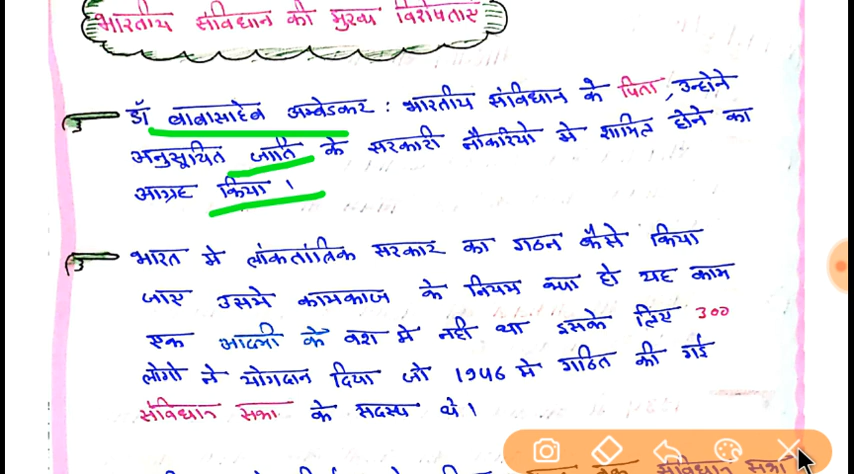 भारतीय संविधान की मुख्य विशेषताएं
डॉ बाबासाहेब अम्बेडकर : भारतीय संविधान के पिता, उन्होने
अनुसूचित जाति के सरकारी नौकरियो मे शामिल होने का
आग्रह किया ।
भारत मे लोकतांत्रिक सरकार का गठन कैसे किया
जाए उसमे कामकाज के नियम क्या हो यह काम
एक आदमी के वश मे नही था इसके लिए 300
लोगो ने योगदान दिया जो 1946 मे गठित की गई
संविधान सभा के सदस्य थे ।
संविधान सभा